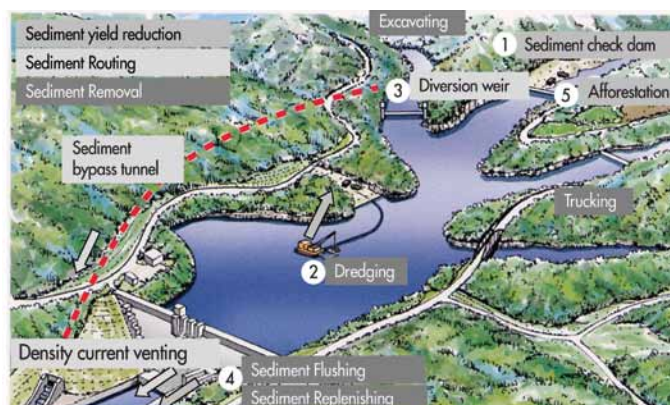 Sediment yield reduction
Sediment Routing
Sediment Removal
Excavating
1 Sediment check dam
3 Diversion weir
5 Afforestation
Sediment
bypass tunnel
Trucking
2 Dredging
Density current venting
4 Sediment Flushing
Sediment Replenishing